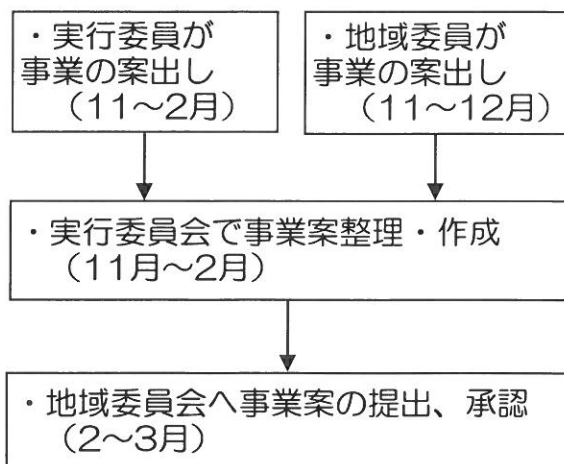 ・実行委員が
事業の案出し
（11～2月）
・地域委員が
事業の案出し
（11～12月）
・実行委員会で事業案整理・作成
（11月～2月）
・地域委員会へ事業案の提出、承認
（2～3月）